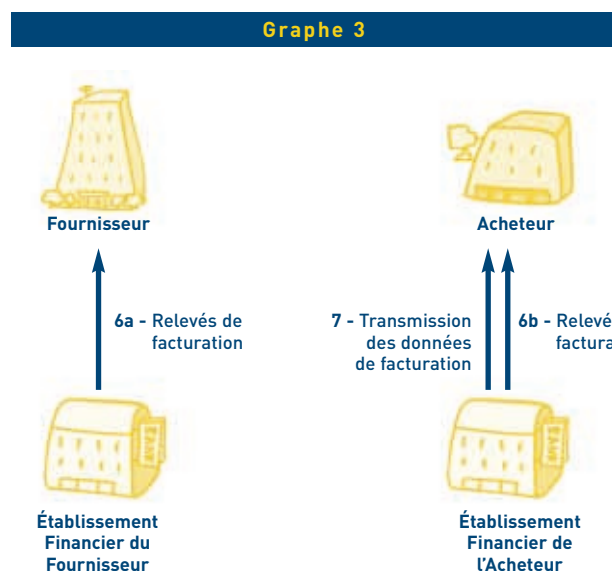 Graphe 3
Fournisseur
Acheteur
6a - Relevés de
facturation
7 - Transmission
des données
de facturation
6b - Relevé
factura
Établissement
Financier du
Fournisseur
Établissement
Financier de
l'Acheteur